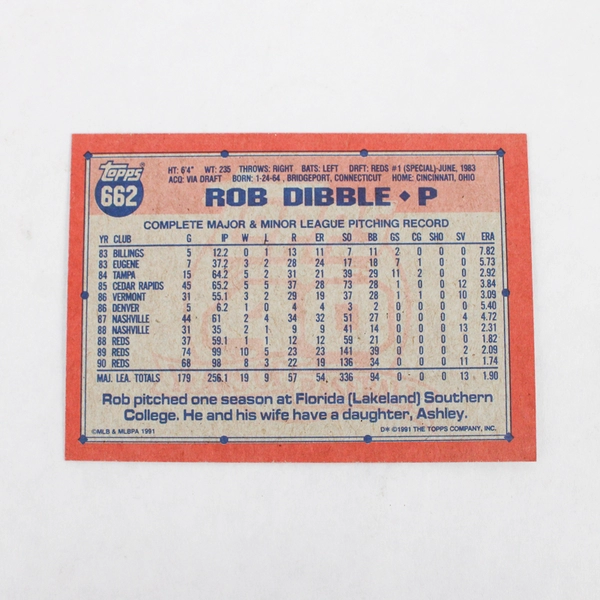 Topps®
662
HT: 6'4" WT: 235 THROWS: RIGHT BATS: LEFT DRFT: REDS #1 (SPECIAL)-JUNE, 1983
ACQ: VIA DRAFT BORN: 1-24-64, BRIDGEPORT, CONNECTICUT HOME: CINCINNATI, OHIO
ROB DIBBLE ♦ P
COMPLETE MAJOR & MINOR LEAGUE PITCHING RECORD
YR CLUB G IP W L R ER SO BB GS CG SHO SV ERA
83 BILLINGS 5 12.2 0 1 13 11 7 11 2 0 0 0 7.82
83 EUGENE 7 37.2 3 2 28 24 17 18 7 1 0 0 5.73
84 TAMPA 15 64.2 5 2 31 21 39 29 11 2 0 0 2.92
85 CEDAR RAPIDS 45 65.2 5 5 37 28 73 28 1 0 0 12 3.84
86 VERMONT 31 55.1 3 2 29 19 37 28 1 0 0 10 3.09
86 DENVER 5 6.2 1 0 4 4 3 2 0 0 0 0 5.40
87 NASHVILLE 44 61 2 4 34 32 51 27 0 0 0 4 4.72
88 NASHVILLE 31 35 2 1 9 9 41 14 0 0 0 13 2.31
88 REDS 37 59.1 1 1 12 12 59 21 0 0 0 0 1.82
89 REDS 74 99 10 5 23 23 141 39 0 0 0 2 2.09
90 REDS 68 98 8 3 22 19 136 34 0 0 0 11 1.74
MAJ. LEA. TOTALS 179 256.1 19 9 57 54 336 94 0 0 0 13 1.90
Rob pitched one season at Florida (Lakeland) Southern
College. He and his wife have a daughter, Ashley.
©MLB & MLBPA 1991 D* ©1991 THE TOPPS COMPANY, INC.